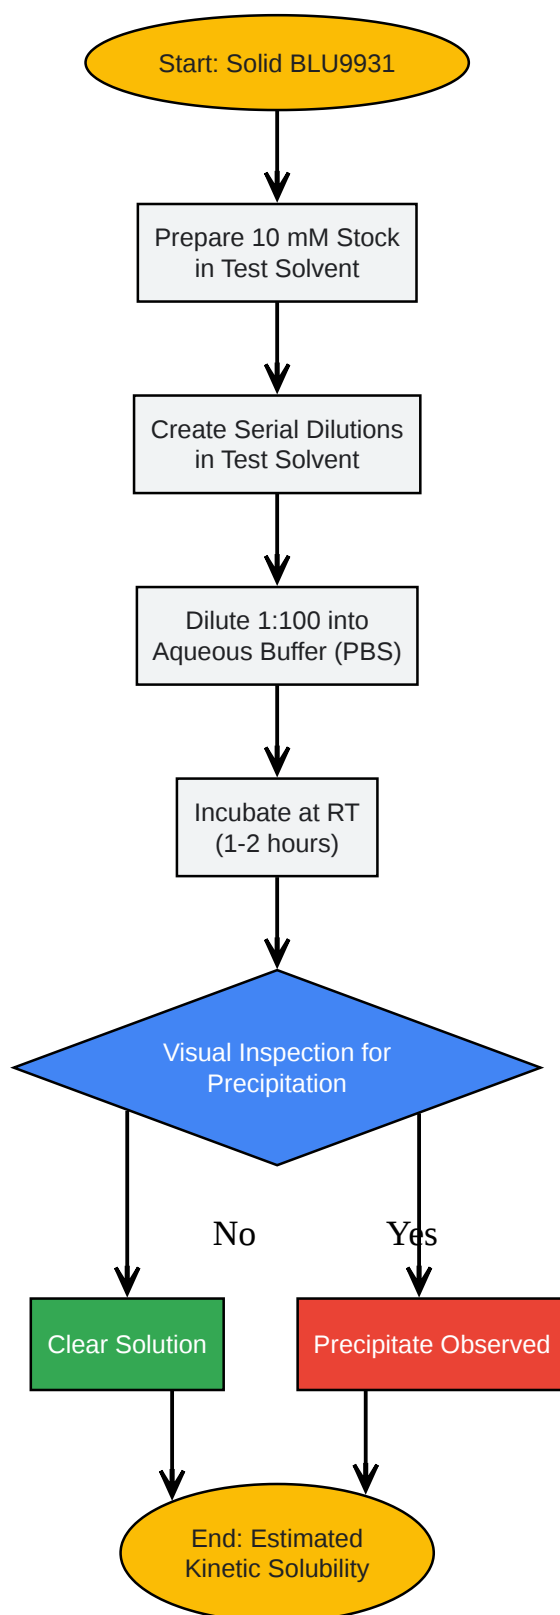 Start: Solid BLU9931
Prepare 10 mM Stock
in Test Solvent
Create Serial Dilutions
in Test Solvent
Dilute 1:100 into
Aqueous Buffer (PBS)
Incubate at RT
(1-2 hours)
Visual Inspection for
Precipitation
No
Yes
Clear Solution
Precipitate Observed
End: Estimated
Kinetic Solubility